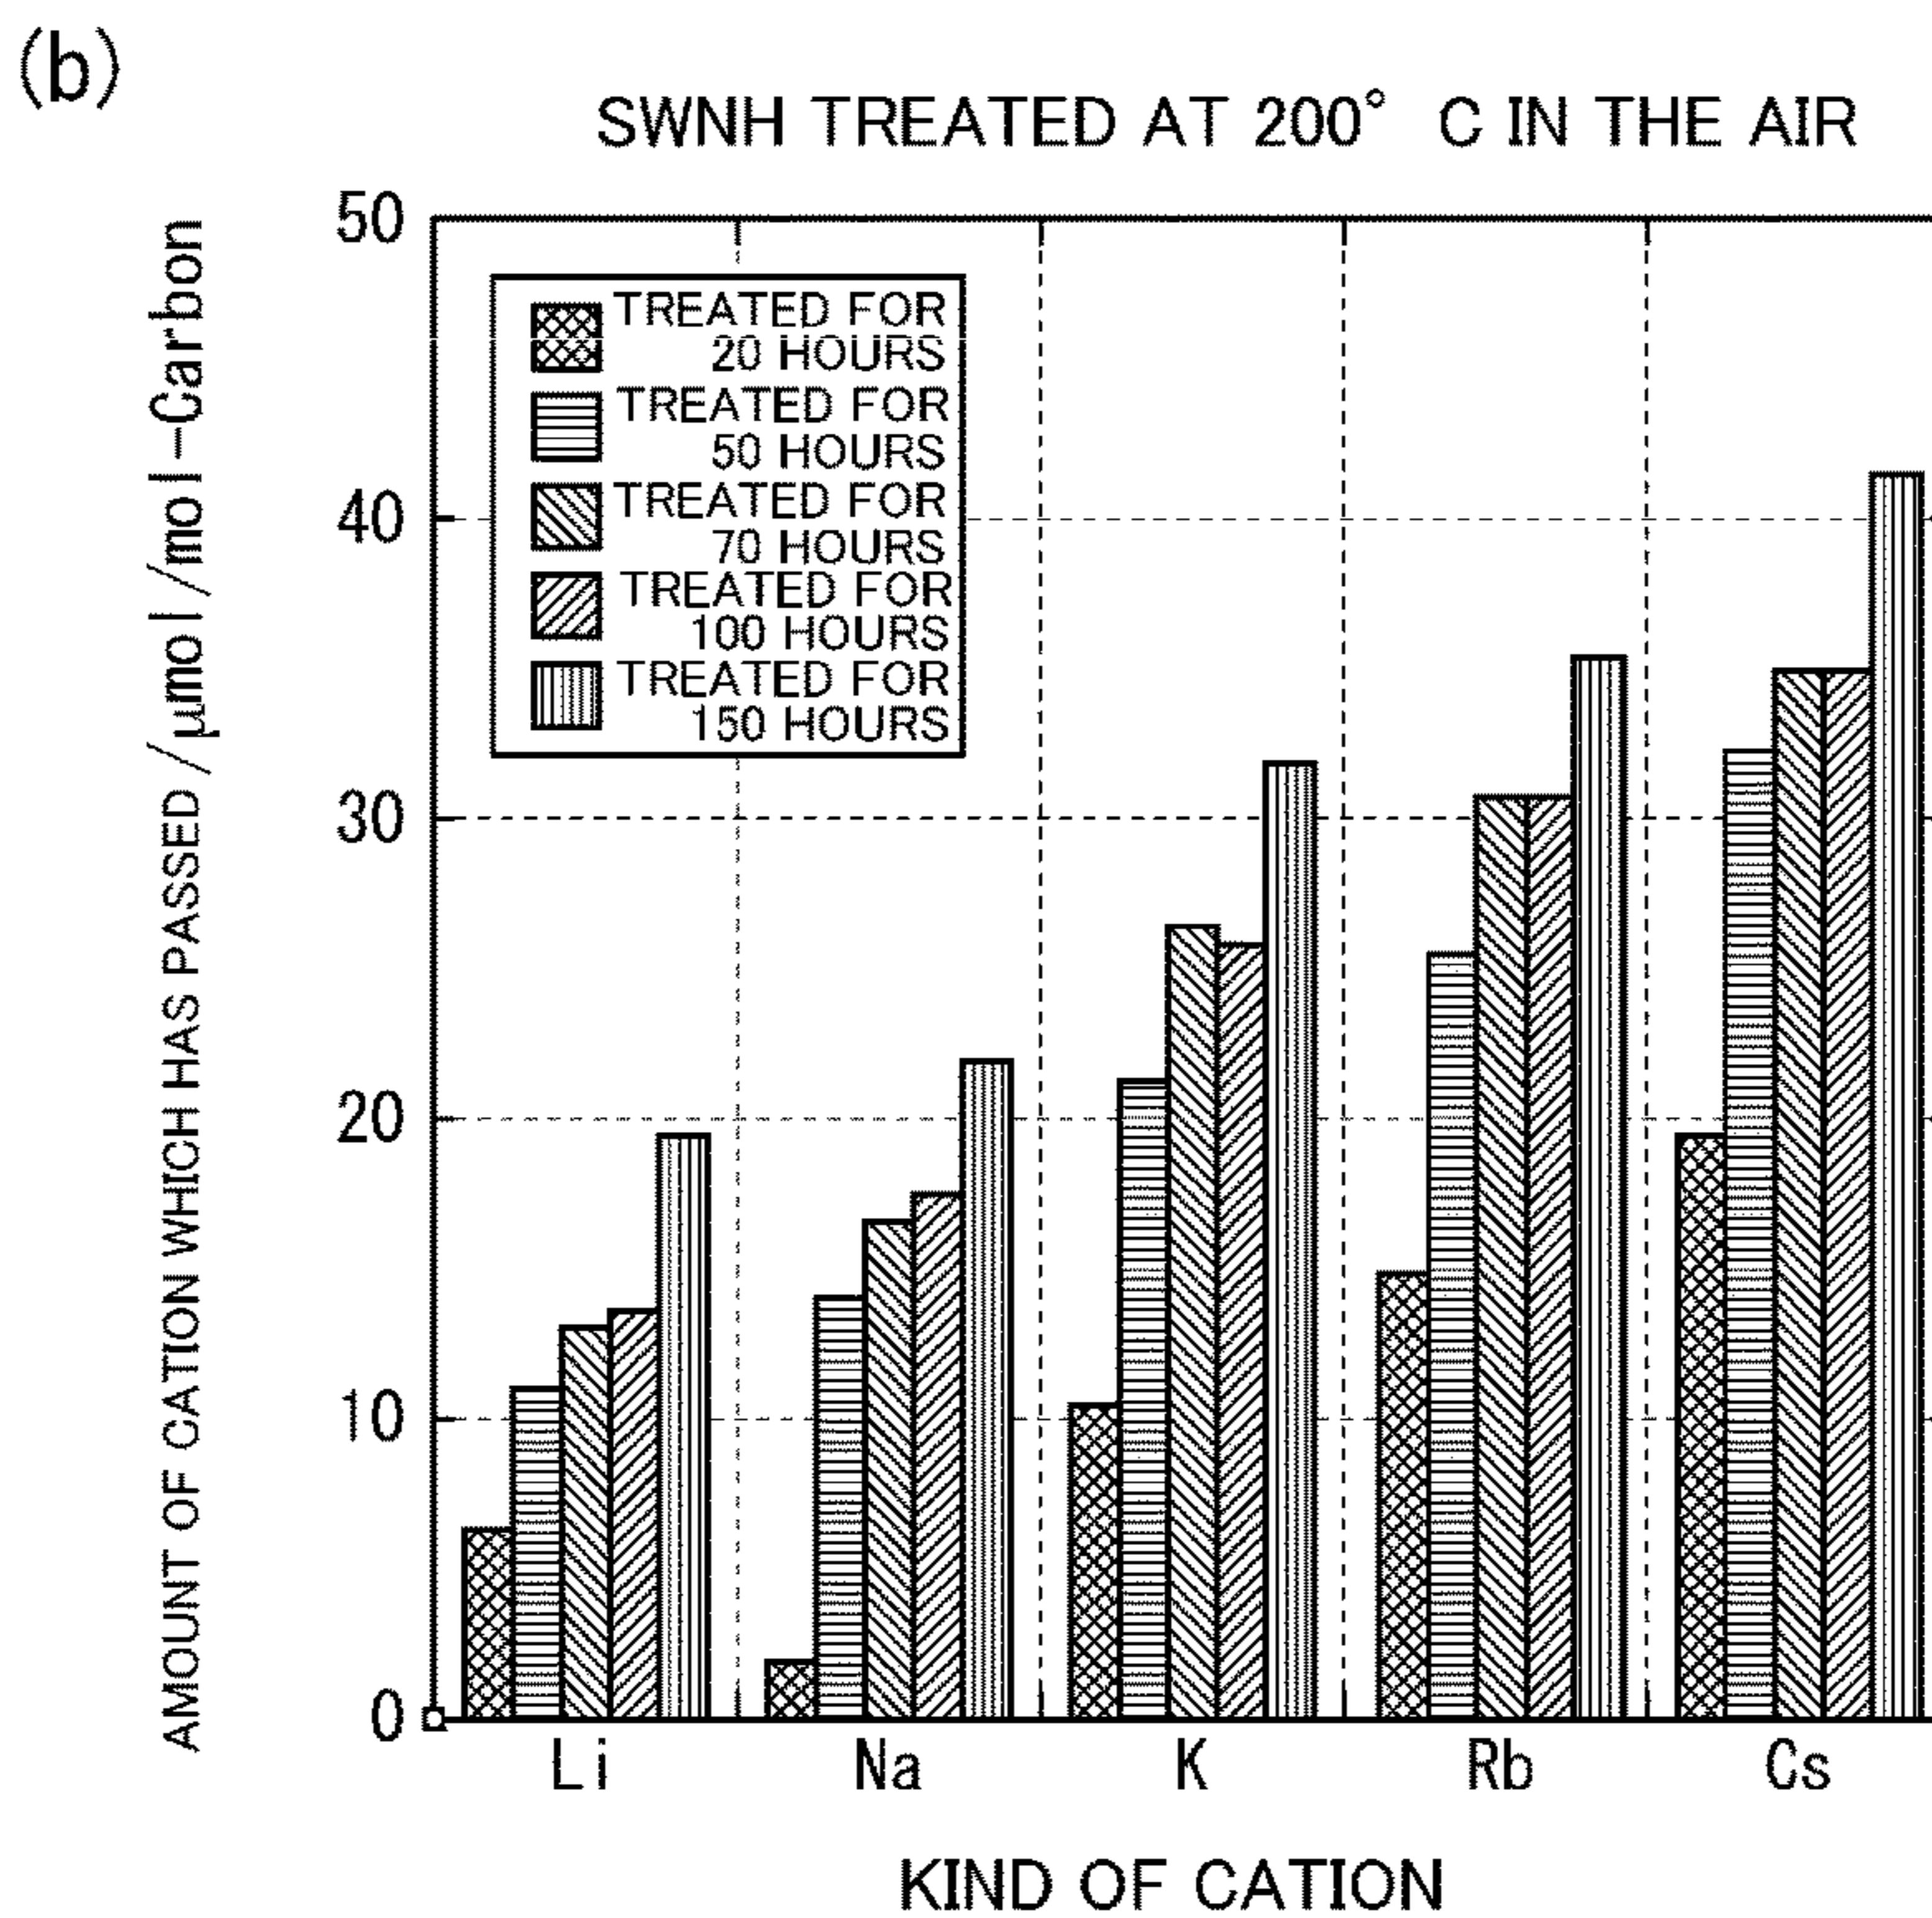 (b)
SWNH TREATED AT 200° C IN THE AIR
AMOUNT OF CATION WHICH HAS PASSED/μmol/mol-Carbon
50
40
30
20
10
0
TREATED FOR
20 HOURS
TREATED FOR
50 HOURS
TREATED FOR
70 HOURS
TREATED FOR
100 HOURS
TREATED FOR
150 HOURS
Li Na K Rb Cs
KIND OF CATION